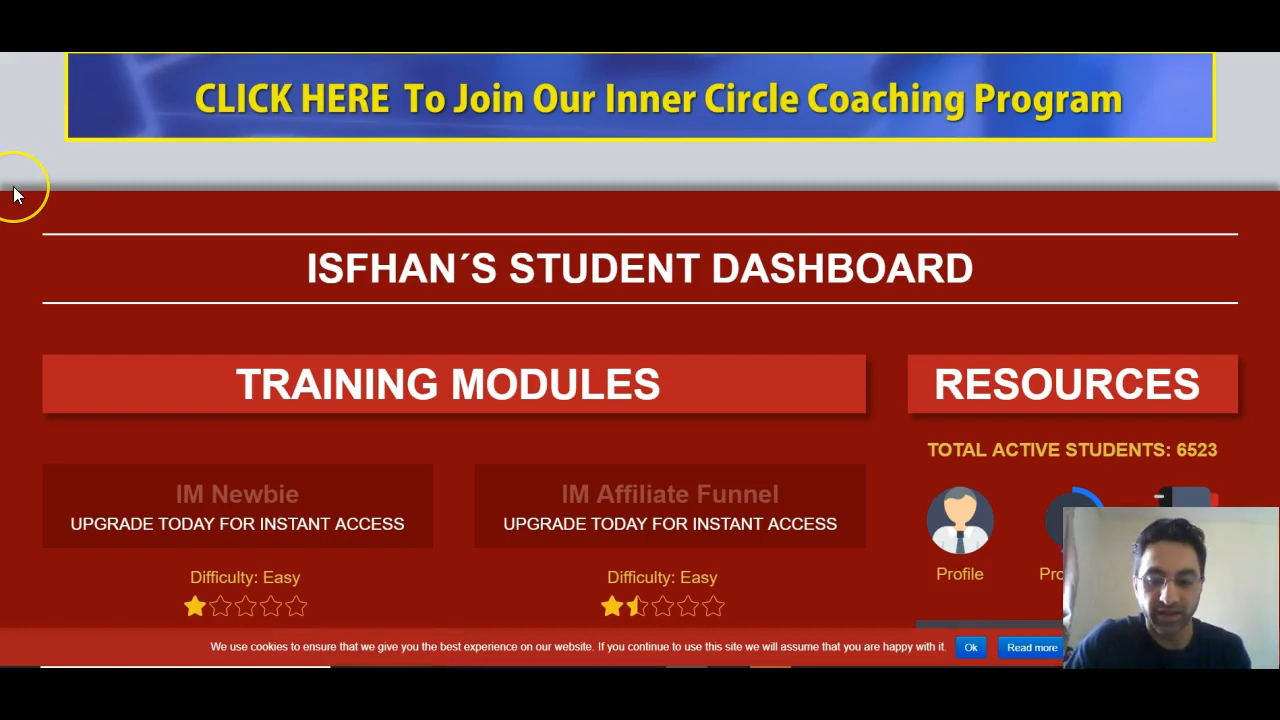 CLICK HERE To Join Our Inner Circle Coaching Program
ISFHAN´S STUDENT DASHBOARD
TRAINING MODULES
RESOURCES
TOTAL ACTIVE STUDENTS: 6523
IM Newbie
UPGRADE TODAY FOR INSTANT ACCESS
IM Affiliate Funnel
UPGRADE TODAY FOR INSTANT ACCESS
Difficulty: Easy
Difficulty: Easy
Profile
We use cookies to ensure that we give you the best experience on our website. If you continue to use this site we will assume that you are happy with it.
Ok
Read more